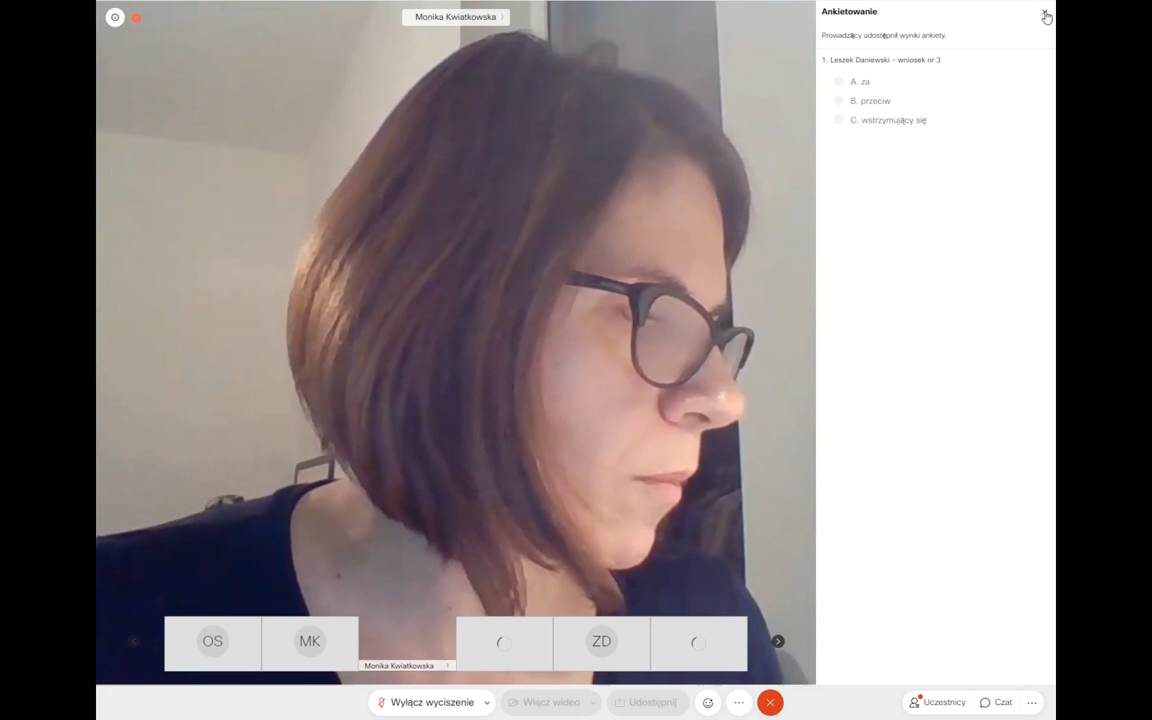 Monika Kwiatkowska
Ankietowanie
Prowadzący udostępnił wyniki ankiety.
1. Leszek Daniewski - wniosek nr 3
A. za
B. przeciw
C. wstrzymujący się
OS
MK
Monika Kwiatkowska
ZD
Wyłącz wyciszenie
Włącz wideo
Udostępnij
Uczestnicy
Czat